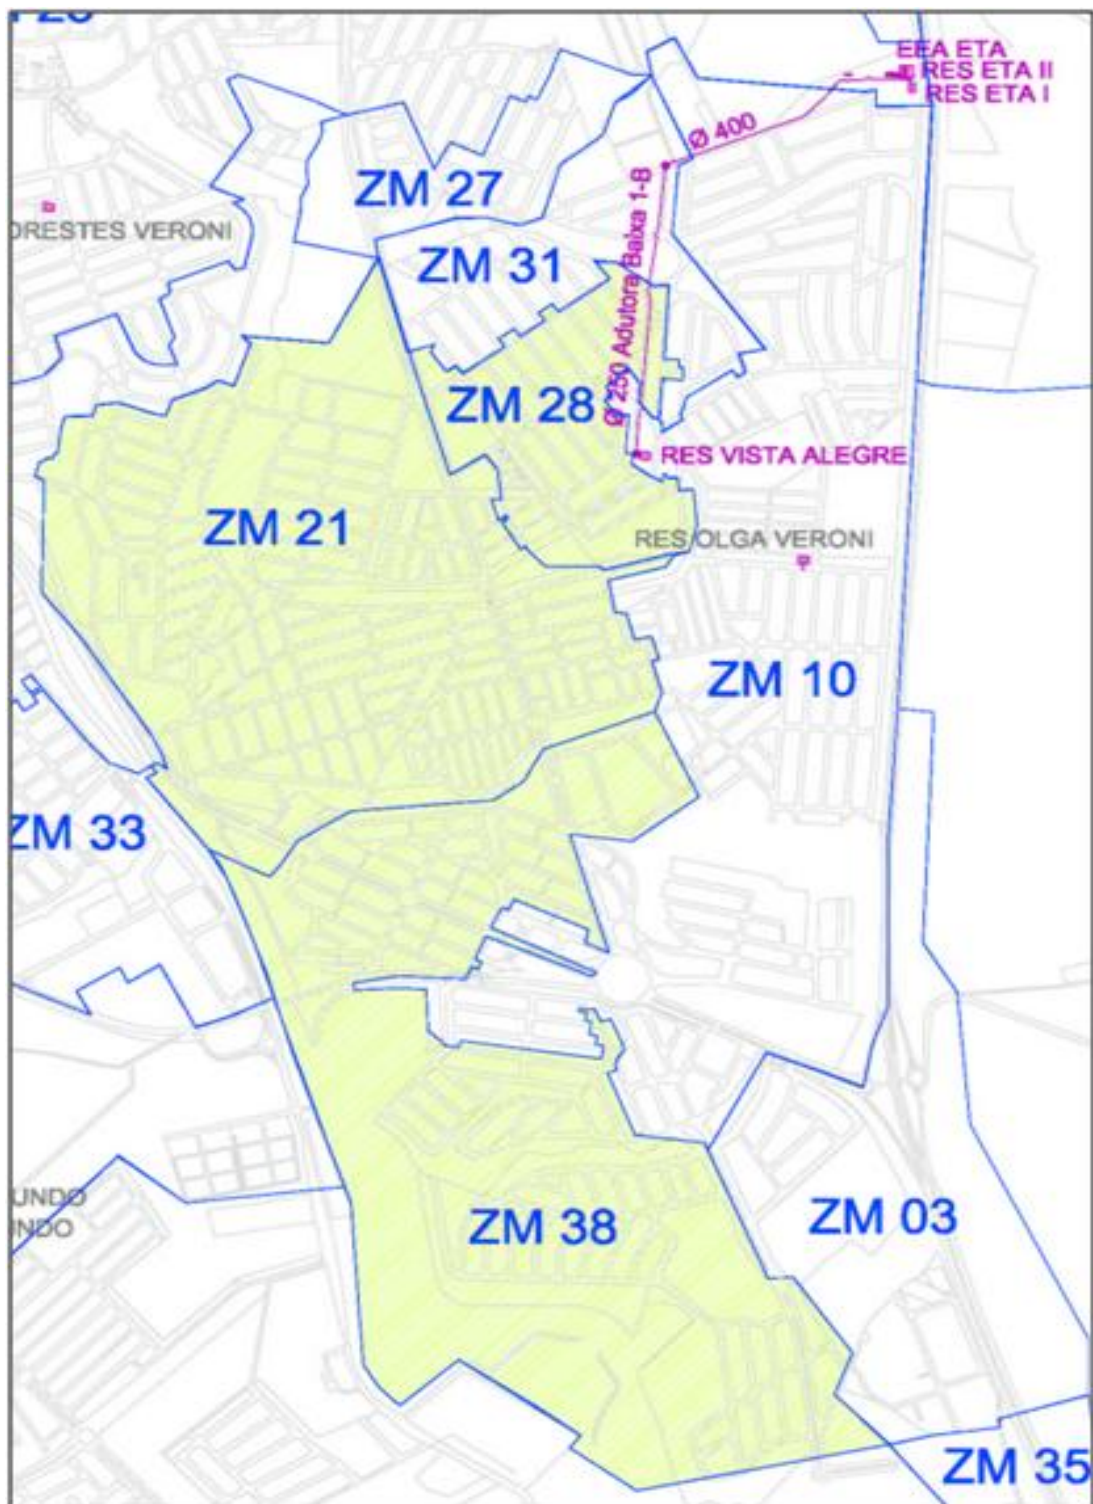 EEA ETA
RES ETA II
RES ETA I
Ø 400
ZM 27
ORESTES VERONI
ZM 31
Ø 250 Adutora Baixa 1-B
ZM 28
RES VISTA ALEGRE
ZM 21
RES OLGA VERONI
ZM 10
ZM 33
UNDO
NDO
ZM 38
ZM 03
ZM 35